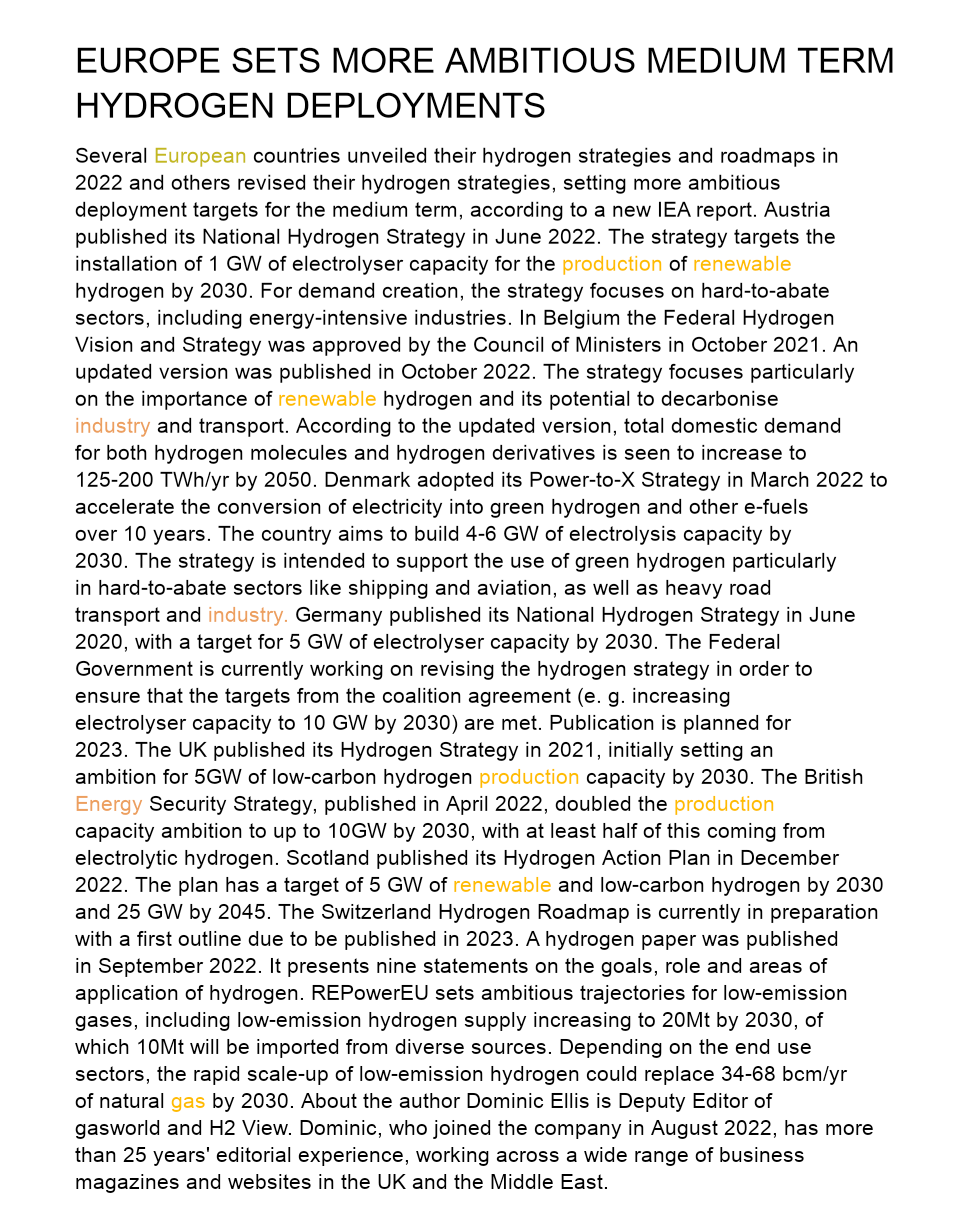 EUROPE SETS MORE AMBITIOUS MEDIUM TERM
HYDROGEN DEPLOYMENTS
Several European countries unveiled their hydrogen strategies and roadmaps in
2022 and others revised their hydrogen strategies, setting more ambitious
deployment targets for the medium term, according to a new IEA report. Austria
published its National Hydrogen Strategy in June 2022. The strategy targets the
installation of 1 GW of electrolyser capacity for the production of renewable
hydrogen by 2030. For demand creation, the strategy focuses on hard-to-abate
sectors, including energy-intensive industries. In Belgium the Federal Hydrogen
Vision and Strategy was approved by the Council of Ministers in October 2021. An
updated version was published in October 2022. The strategy focuses particularly
on the importance of renewable hydrogen and its potential to decarbonise
industry and transport. According to the updated version, total domestic demand
for both hydrogen molecules and hydrogen derivatives is seen to increase to
125-200 TWh/yr by 2050. Denmark adopted its Power-to-X Strategy in March 2022 to
accelerate the conversion of electricity into green hydrogen and other e-fuels
over 10 years. The country aims to build 4-6 GW of electrolysis capacity by
2030. The strategy is intended to support the use of green hydrogen particularly
in hard-to-abate sectors like shipping and aviation, as well as heavy road
transport and industry. Germany published its National Hydrogen Strategy in June
2020, with a target for 5 GW of electrolyser capacity by 2030. The Federal
Government is currently working on revising the hydrogen strategy in order to
ensure that the targets from the coalition agreement (e. g. increasing
electrolyser capacity to 10 GW by 2030) are met. Publication is planned for
2023. The UK published its Hydrogen Strategy in 2021, initially setting an
ambition for 5GW of low-carbon hydrogen production capacity by 2030. The British
Energy Security Strategy, published in April 2022, doubled the production
capacity ambition to up to 10GW by 2030, with at least half of this coming from
electrolytic hydrogen. Scotland published its Hydrogen Action Plan in December
2022. The plan has a target of 5 GW of renewable and low-carbon hydrogen by 2030
and 25 GW by 2045. The Switzerland Hydrogen Roadmap is currently in preparation
with a first outline due to be published in 2023. A hydrogen paper was published
in September 2022. It presents nine statements on the goals, role and areas of
application of hydrogen. REPowerEU sets ambitious trajectories for low-emission
gases, including low-emission hydrogen supply increasing to 20Mt by 2030, of
which 10Mt will be imported from diverse sources. Depending on the end use
sectors, the rapid scale-up of low-emission hydrogen could replace 34-68 bcm/yr
of natural gas by 2030. About the author Dominic Ellis is Deputy Editor of
gasworld and H2 View. Dominic, who joined the company in August 2022, has more
than 25 years' editorial experience, working across a wide range of business
magazines and websites in the UK and the Middle East.